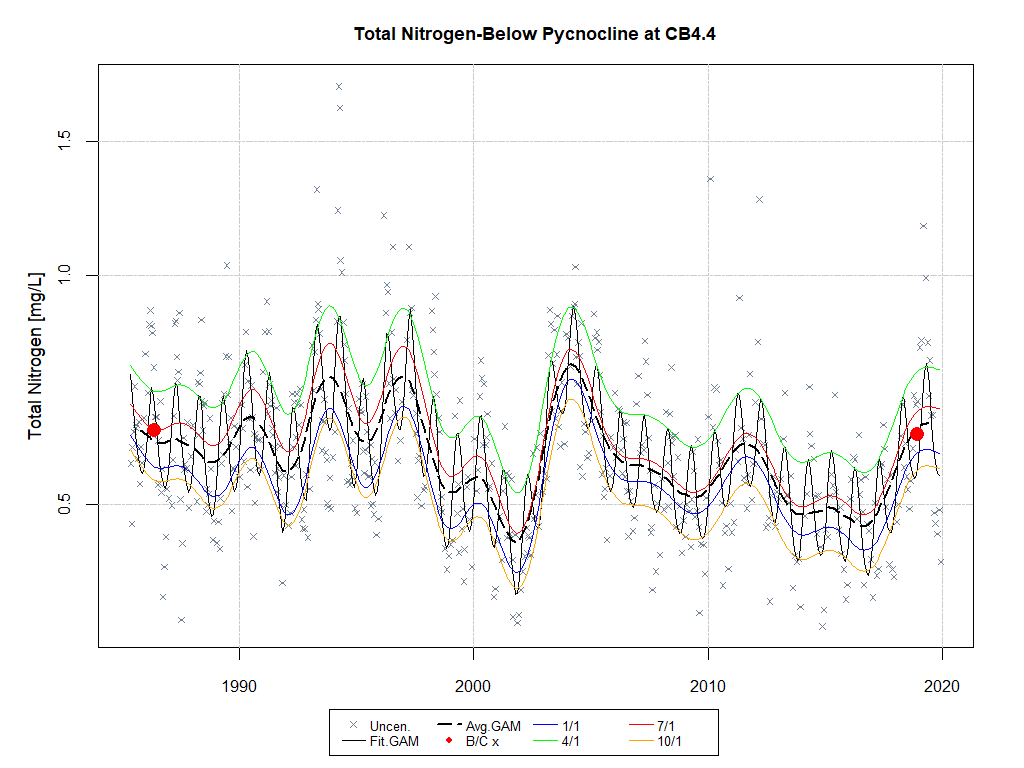 Total Nitrogen-Below Pycnocline at CB4.4
Total Nitrogen [mg/L]
1.5
1.0
0.5
1990 2000 2010 2020
Uncen. Avg.GAM 1/1 7/1
Fit.GAM B/C x 4/1 10/1